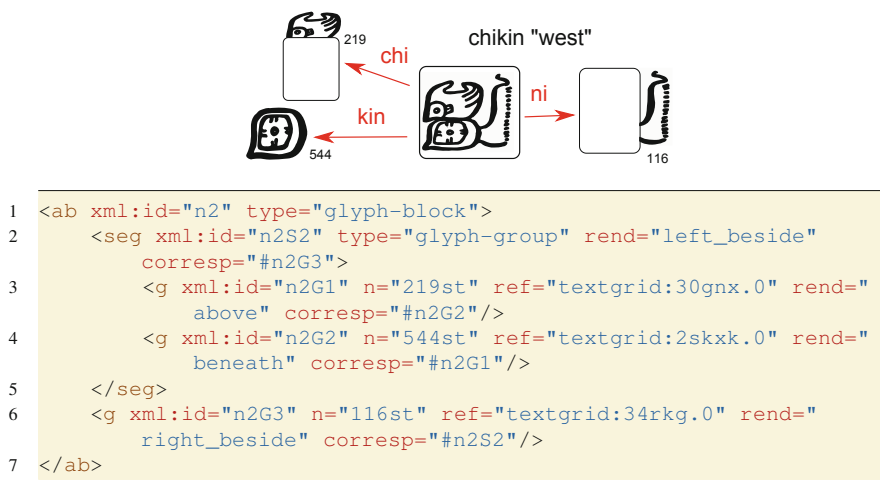 219
chikin "west"
chi
ni
kin
544
116
1 <ab xml:id="n2" type="glyph-block">
2 <seg xml:id="n2S2" type="glyph-group" rend="left_beside"
corresp="#n2G3">
3 <g xml:id="n2G1" n="219st" ref="textgrid:30gnx.0" rend="
above" corresp="#n2G2"/>
4 <g xml:id="n2G2" n="544st" ref="textgrid:2skxk.0" rend="
beneath" corresp="#n2G1"/>
5 </seg>
6 <g xml:id="n2G3" n="116st" ref="textgrid:34rkg.0" rend="
right_beside" corresp="#n2S2"/>
7 </ab>